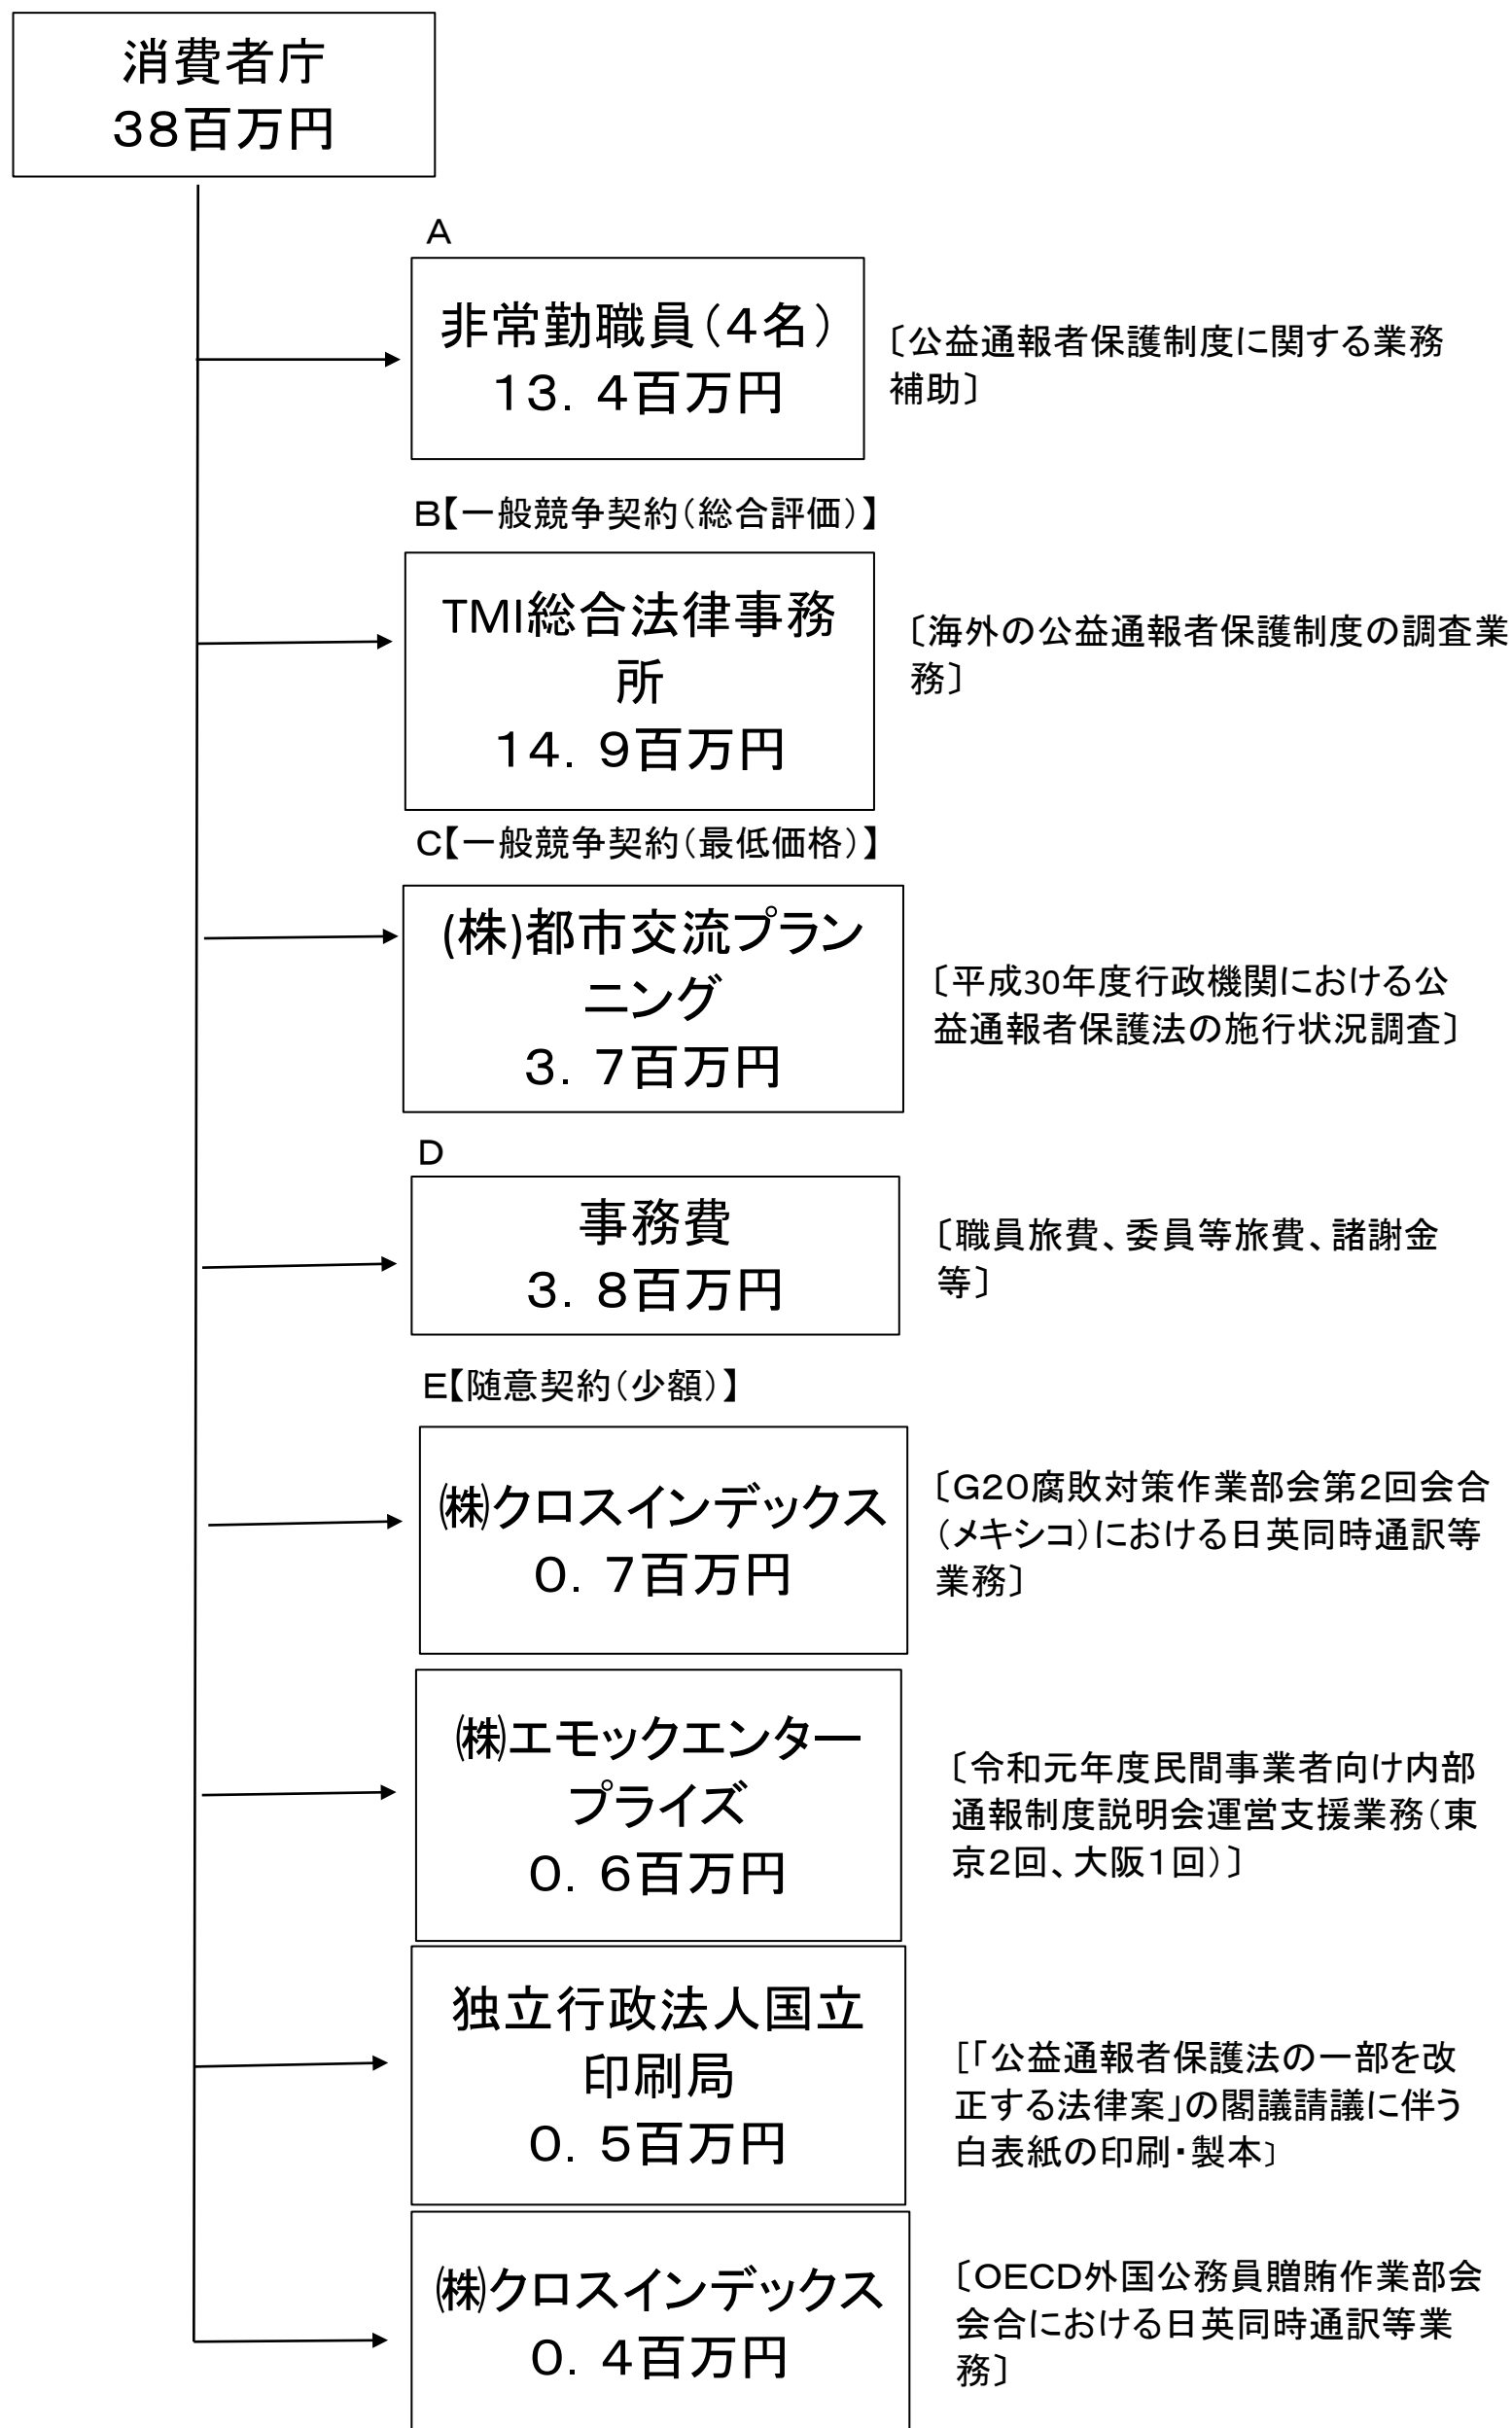 消費者庁
３８百万円
Ａ
非常勤職員（４名）
１３．４百万円
〔公益通報者保護制度に関する業務
補助〕
Ｂ【一般競争契約（総合評価）】
TMI総合法律事務
所
１４．９百万円
〔海外の公益通報者保護制度の調査業
務〕
Ｃ【一般競争契約（最低価格）】
(株)都市交流プラン
ニング
３．７百万円
〔平成30年度行政機関における公
益通報者保護法の施行状況調査〕
Ｄ
事務費
３．８百万円
〔職員旅費、委員等旅費、諸謝金
等〕
Ｅ【随意契約（少額）】
㈱クロスインデックス
０．７百万円
〔Ｇ２０腐敗対策作業部会第２回会合
（メキシコ）における日英同時通訳等
業務〕
㈱エモックエンター
プライズ
０．６百万円
〔令和元年度民間事業者向け内部
通報制度説明会運営支援業務（東
京２回、大阪１回）〕
独立行政法人国立
印刷局
０．５百万円
［「公益通報者保護法の一部を改
正する法律案」の閣議請議に伴う
白表紙の印刷・製本〕
㈱クロスインデックス
０．４百万円
〔ＯＥＣＤ外国公務員贈賄作業部会
会合における日英同時通訳等業
務〕